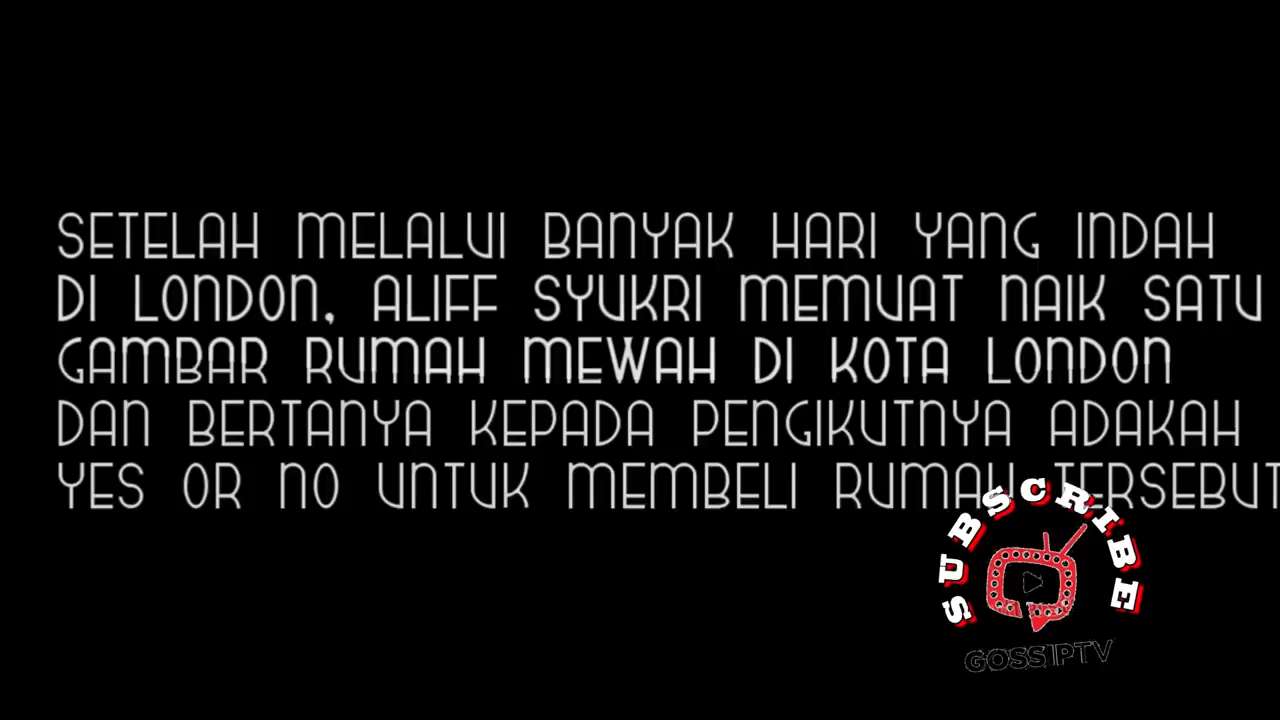 SETELAH MELALUI BANYAK HARI YANG INDAH
DI LONDON, ALIFF SYUKRI MEMUAT NAIK SATU
GAMBAR RUMAH MEWAH DI KOTA LONDON
DAN BERTANYA KEPADA PENGIKUTNYA ADAKAH
YES OR NO UNTUK MEMBELI RUMAH TERSEBUT
SUBSCRIBE
GOSSIPTV